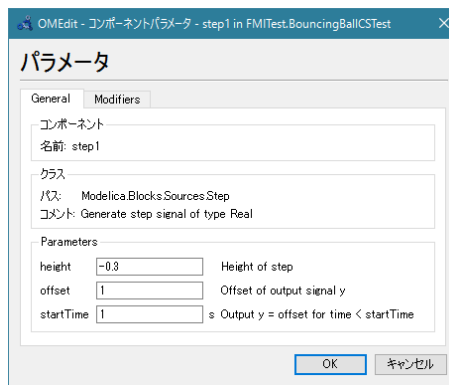 OMEdit - コンポーネントパラメータ - step1 in FMITest.BouncingBallCSTest
パラメータ
General Modifiers
コンポーネント
名前: step1
クラス
パス: Modelica.Blocks.Sources.Step
コメント: Generate step signal of type Real
Parameters
height -0.3 Height of step
offset 1 Offset of output signal y
startTime 1 s Output y = offset for time < startTime
OK キャンセル